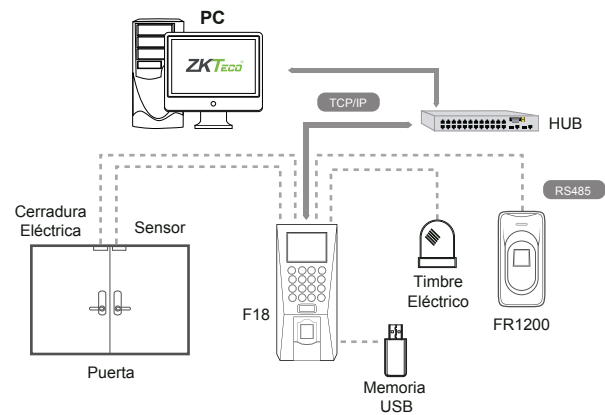 PC
ZKTeco
TCP/IP
HUB
RS485
Cerradura
Eléctrica
Sensor
F18
Timbre
Eléctrico
FR1200
Puerta
Memoria
USB